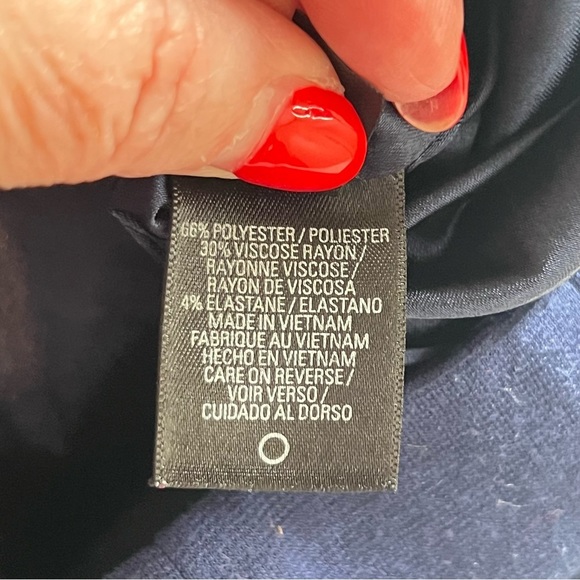 66% POLYESTER / POLIESTER
30% VISCOSE RAYON /
RAYONNE VISCOSE /
RAYON DE VISCOSA
4% ELASTANE / ELASTANO
MADE IN VIETNAM
FABRIQUE AU VIETNAM
HECHO EN VIETNAM
CARE ON REVERSE /
VOIR VERSO /
CUIDADO AL DORSO